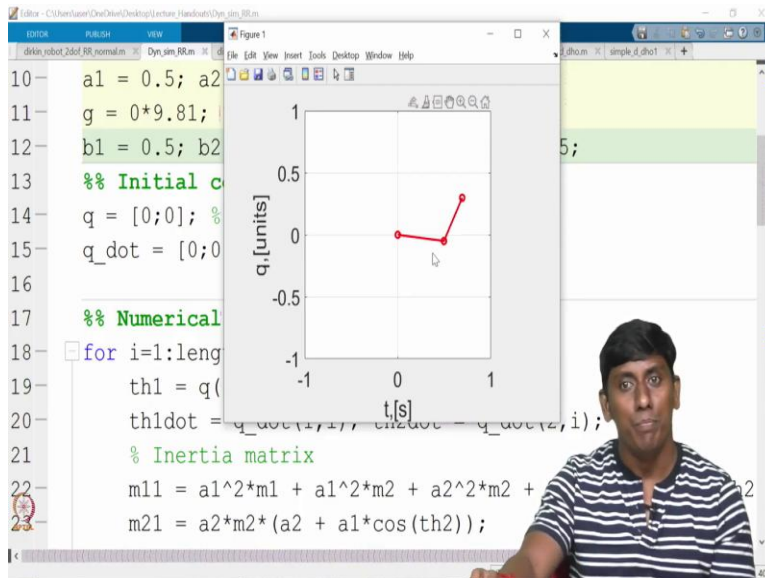 Editor - C:\Users\user\OneDrive\Desktop\Lecture_Handouts\Dyn_sim_RR.m
EDITOR PUBLISH VIEW
dirkin_robot_2dof_RR_normal.m Dyn_sim_RR.m d_dho.m simple_d_dho1 +
Figure 1
File Edit View Insert Tools Desktop Window Help
1
0.5
0
-0.5
-1
-1 0 1
q,[units]
t,[s]
10 a1 = 0.5; a2
11 g = 0*9.81;
12 b1 = 0.5; b2 5;
13 %% Initial c
14 q = [0;0]; %
15 q_dot = [0;0
16
17 %% Numerical
18 for i=1:leng
19 th1 = q(
20 th1dot = q_dot(1,i); th2dot = q_dot(2,i);
21 % Inertia matrix
22 m11 = a1^2*m1 + a1^2*m2 + a2^2*m2 +
23 m21 = a2*m2*(a2 + a1*cos(th2));